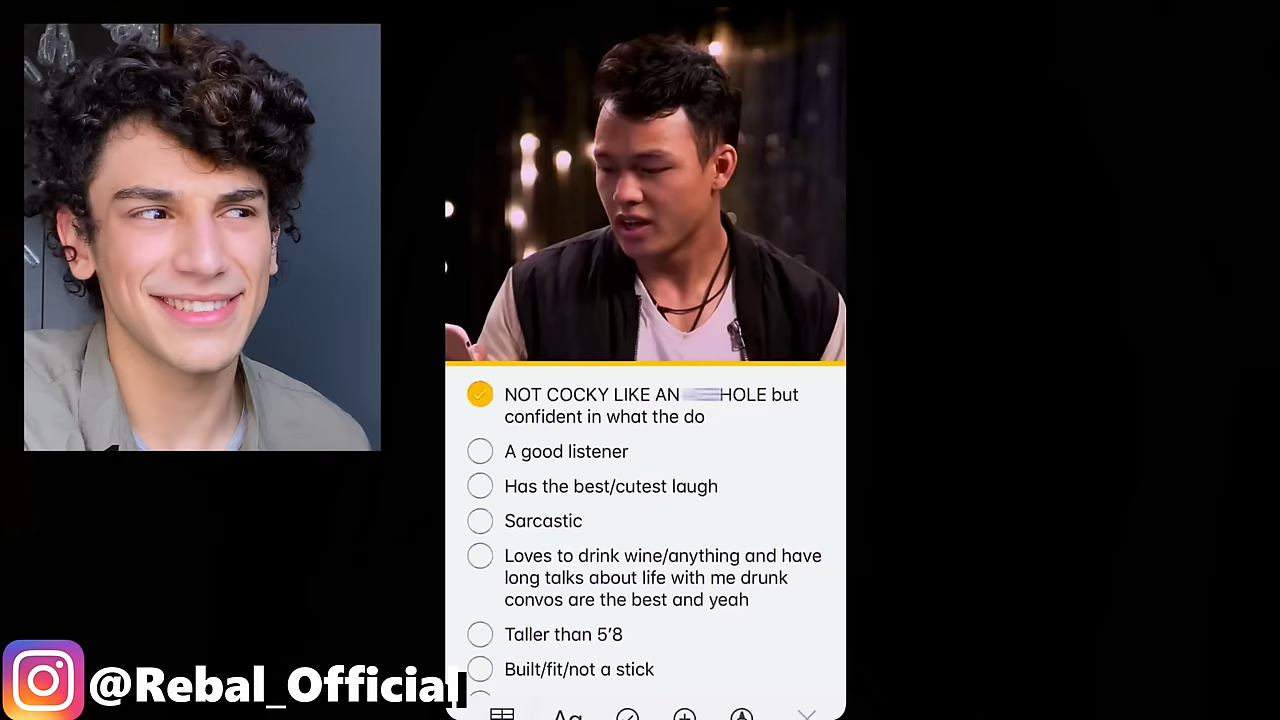 NOT COCKY LIKE AN HOLE but
confident in what the do
A good listener
Has the best/cutest laugh
Sarcastic
Loves to drink wine/anything and have
long talks about life with me drunk
convos are the best and yeah
Taller than 5’8
Built/fit/not a stick
Aa
@Rebal_Official